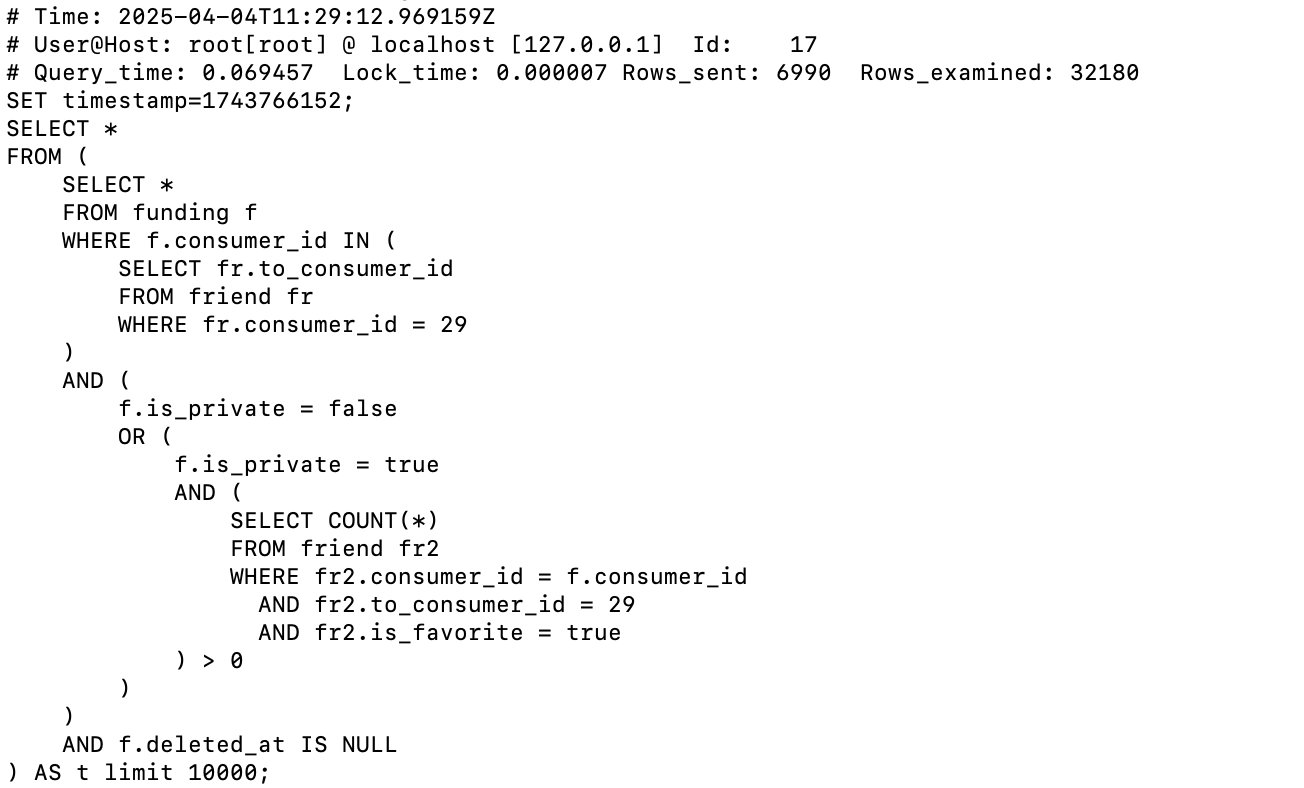 # Time: 2025-04-04T11:29:12.969159Z
# User@Host: root[root] @ localhost [127.0.0.1]  Id:    17
# Query_time: 0.069457  Lock_time: 0.000007 Rows_sent: 6990  Rows_examined: 32180
SET timestamp=1743766152;
SELECT *
FROM (
    SELECT *
    FROM funding f
    WHERE f.consumer_id IN (
        SELECT fr.to_consumer_id
        FROM friend fr
        WHERE fr.consumer_id = 29
    )
    AND (
        f.is_private = false
        OR (
            f.is_private = true
            AND (
                SELECT COUNT(*)
                FROM friend fr2
                WHERE fr2.consumer_id = f.consumer_id
                  AND fr2.to_consumer_id = 29
                  AND fr2.is_favorite = true
            ) > 0
        )
    )
    AND f.deleted_at IS NULL
) AS t limit 10000;